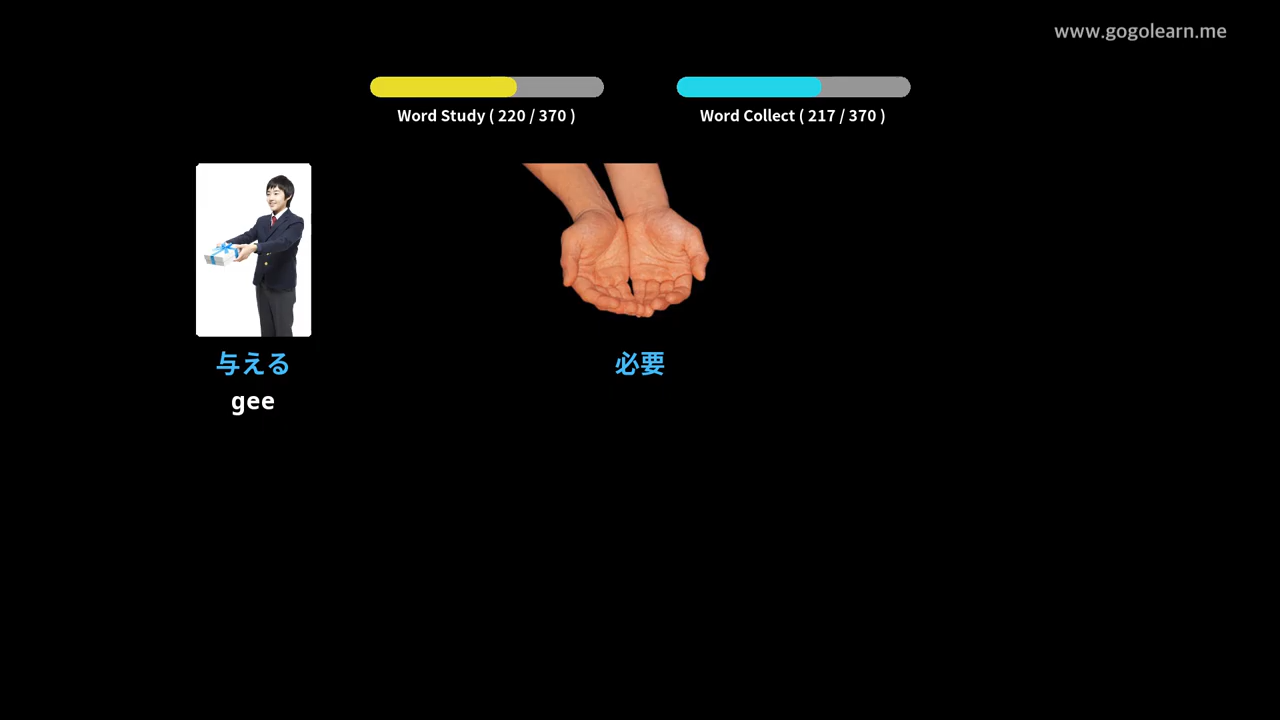 www.gogolearn.me
Word Study ( 220 / 370 )
Word Collect ( 217 / 370 )
与える
gee
必要